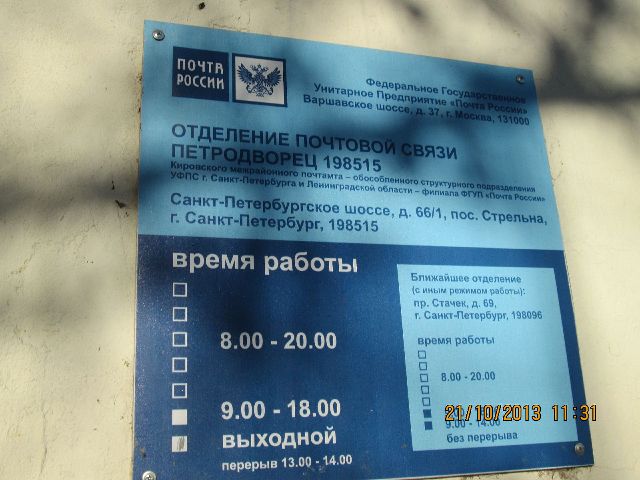 ПОЧТА
РОССИИ
Федеральное Государственное
Унитарное Предприятие «Почта России»
Варшавское шоссе, д. 37, г. Москва, 131000
ОТДЕЛЕНИЕ ПОЧТОВОЙ СВЯЗИ
ПЕТРОДВОРЕЦ 198515
Кировского межрайонного почтамта – обособленного структурного подразделения
УФПС г. Санкт-Петербурга и Ленинградской области – филиала ФГУП «Почта России»
Санкт-Петербургское шоссе, д. 66/1, пос. Стрельна,
г. Санкт-Петербург, 198515
время работы
8.00 - 20.00
9.00 - 18.00
выходной
перерыв 13.00 - 14.00
Ближайшее отделение
(с иным режимом работы):
пр. Стачек, д. 69,
г. Санкт-Петербург, 198096
время работы
8.00 - 20.00
9.00 - 14.00
без перерыва
21/10/2013 11:31